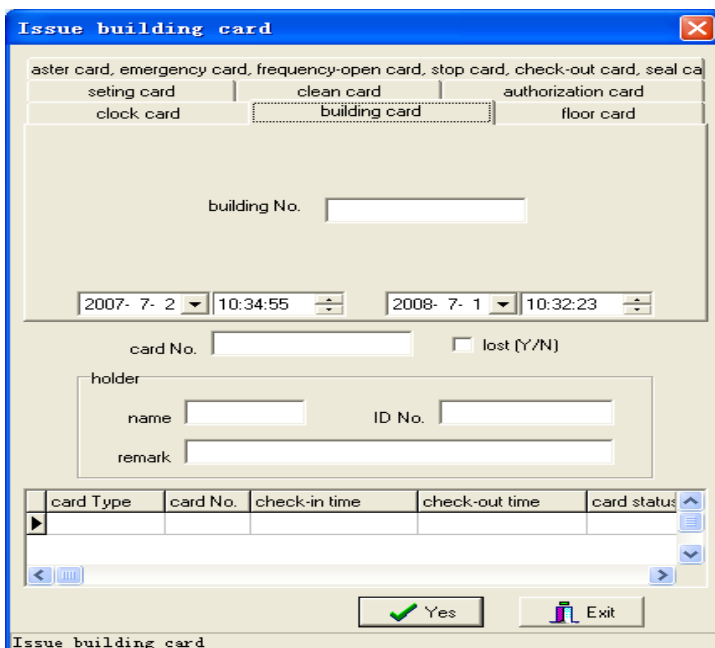 Issue building card
aster card, emergency card, frequency-open card, stop card, check-out card, seal ca
seting card clean card authorization card
clock card building card floor card
building No.
2007- 7- 2 10:34:55 2008- 7- 1 10:32:23
card No. lost (Y/N)
holder
name ID No.
remark
card Type card No. check-in time check-out time card status
Yes Exit
Issue building card